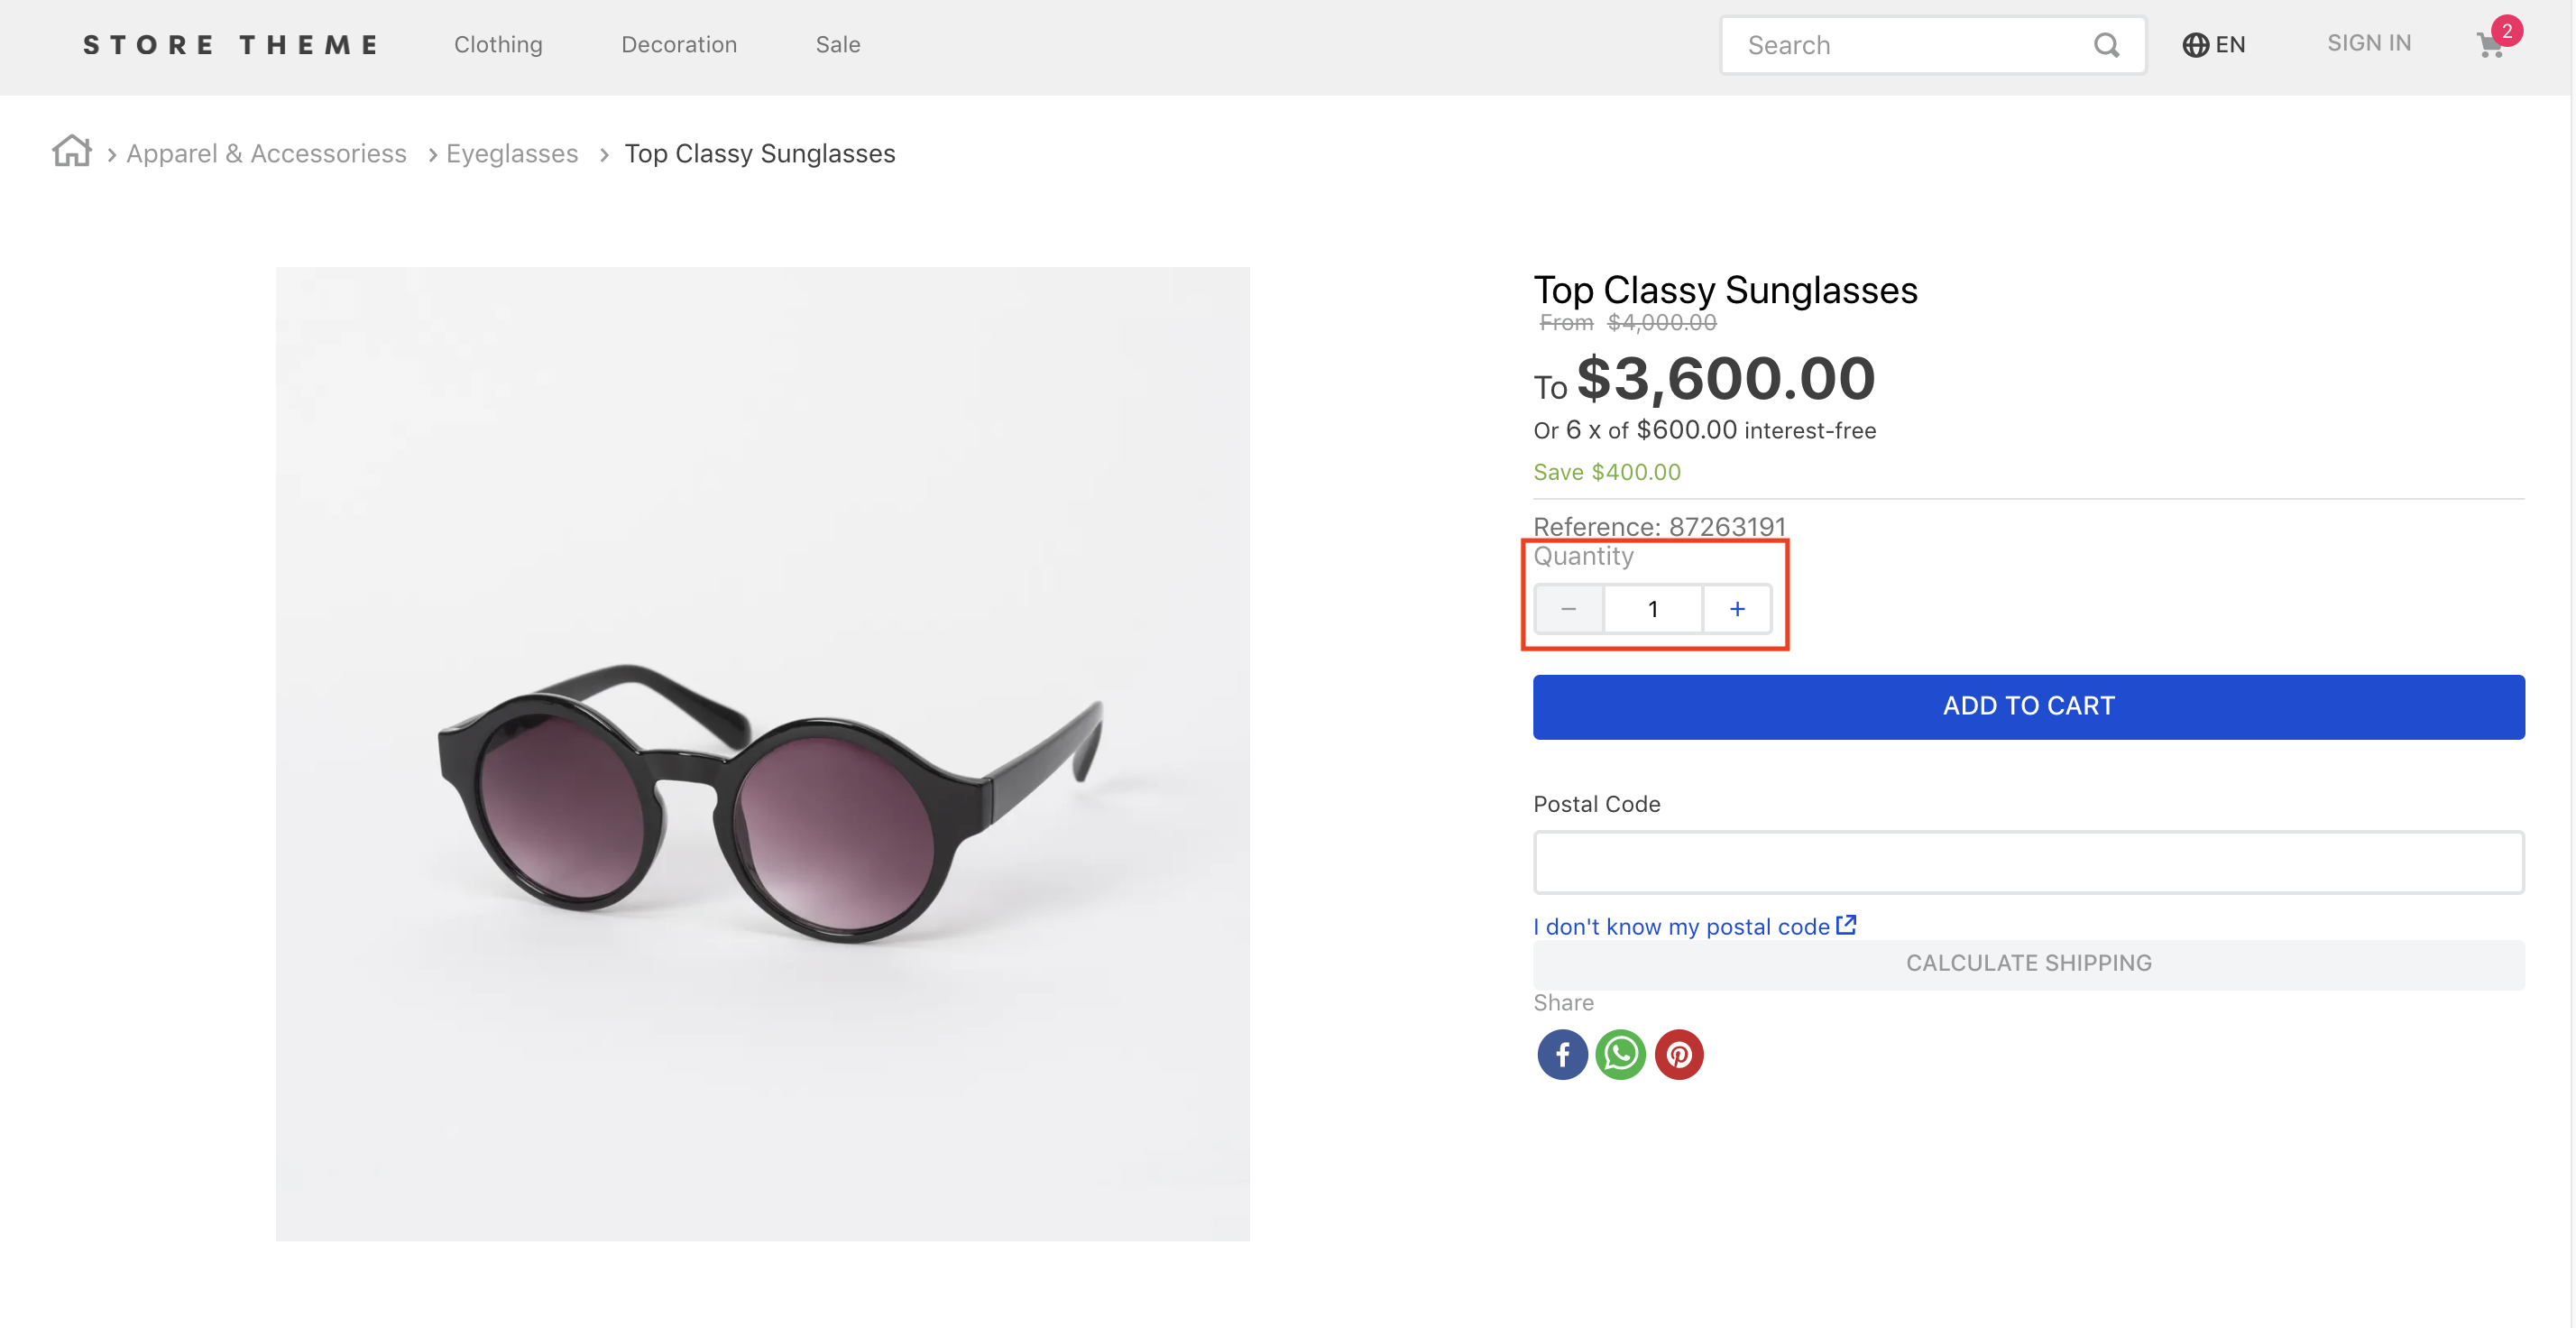 STORE THEME Clothing Decoration Sale Search EN SIGN IN 2
Apparel & Accessoriess Eyeglasses Top Classy Sunglasses
Top Classy Sunglasses
From $4,000.00
To $3,600.00
Or 6 x of $600.00 interest-free
Save $400.00
Reference: 87263191
Quantity
− 1 +
ADD TO CART
Postal Code
I don't know my postal code
CALCULATE SHIPPING
Share